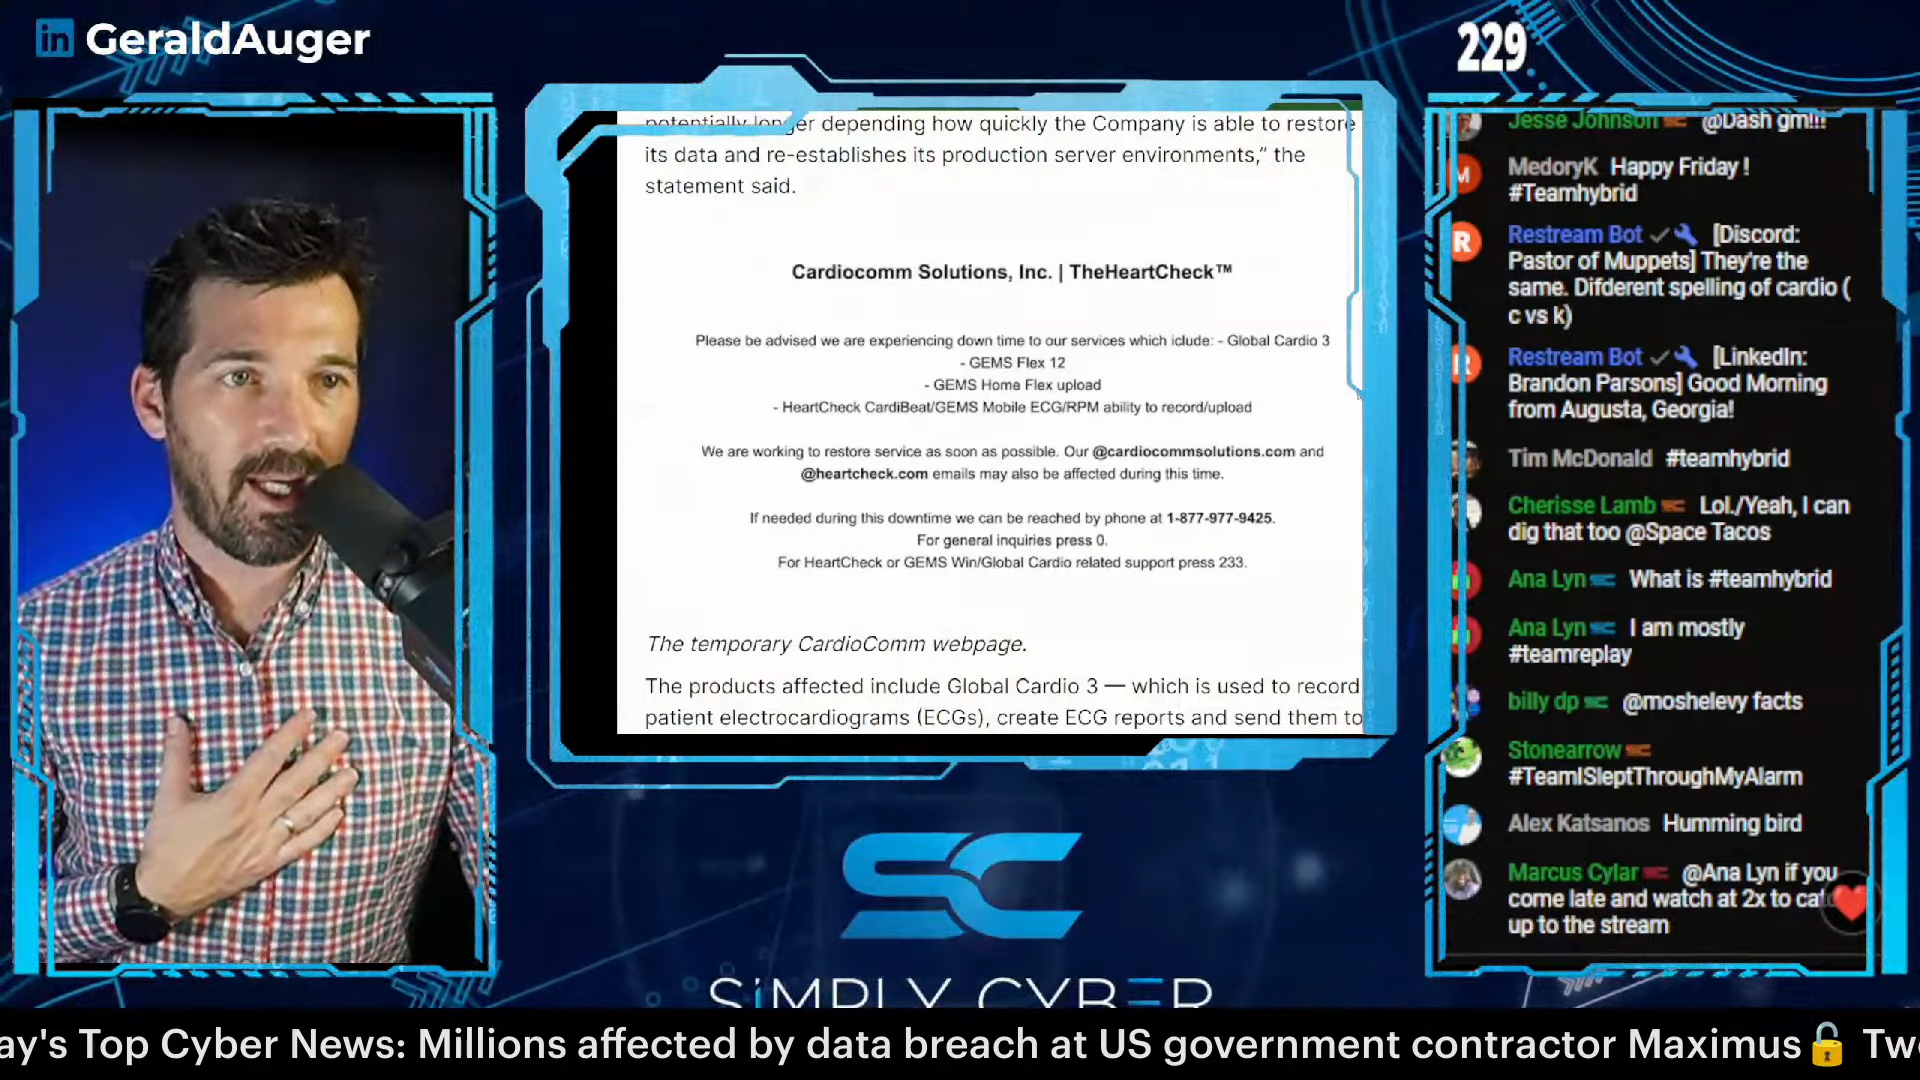 in GeraldAuger
229
potentially longer depending how quickly the Company is able to restore
its data and re-establishes its production server environments,” the
statement said.
Cardiocomm Solutions, Inc. | TheHeartCheck™
Please be advised we are experiencing down time to our services which iclude: - Global Cardio 3
- GEMS Flex 12
- GEMS Home Flex upload
- HeartCheck CardiBeat/GEMS Mobile ECG/RPM ability to record/upload
We are working to restore service as soon as possible. Our @cardiocommsolutions.com and
@heartcheck.com emails may also be affected during this time.
If needed during this downtime we can be reached by phone at 1-877-977-9425.
For general inquiries press 0.
For HeartCheck or GEMS Win/Global Cardio related support press 233.
The temporary CardioComm webpage.
The products affected include Global Cardio 3 — which is used to record
patient electrocardiograms (ECGs), create ECG reports and send them to
Jesse Johnson @Dash gm!!!
M MedoryK Happy Friday !
#Teamhybrid
R Restream Bot [Discord:
Pastor of Muppets] They're the
same. Difderent spelling of cardio (
c vs k)
Restream Bot [LinkedIn:
Brandon Parsons] Good Morning
from Augusta, Georgia!
Tim McDonald #teamhybrid
Cherisse Lamb Lol./Yeah, I can
dig that too @Space Tacos
Ana Lyn What is #teamhybrid
Ana Lyn I am mostly
#teamreplay
billy dp @moshelevy facts
Stonearrow
#TeamISleptThroughMyAlarm
Alex Katsanos Humming bird
Marcus Cylar @Ana Lyn if you
come late and watch at 2x to
up to the stream
SC
SiMPLY CYBER
ay's Top Cyber News: Millions affected by data breach at US government contractor Maximus🔓 Tw